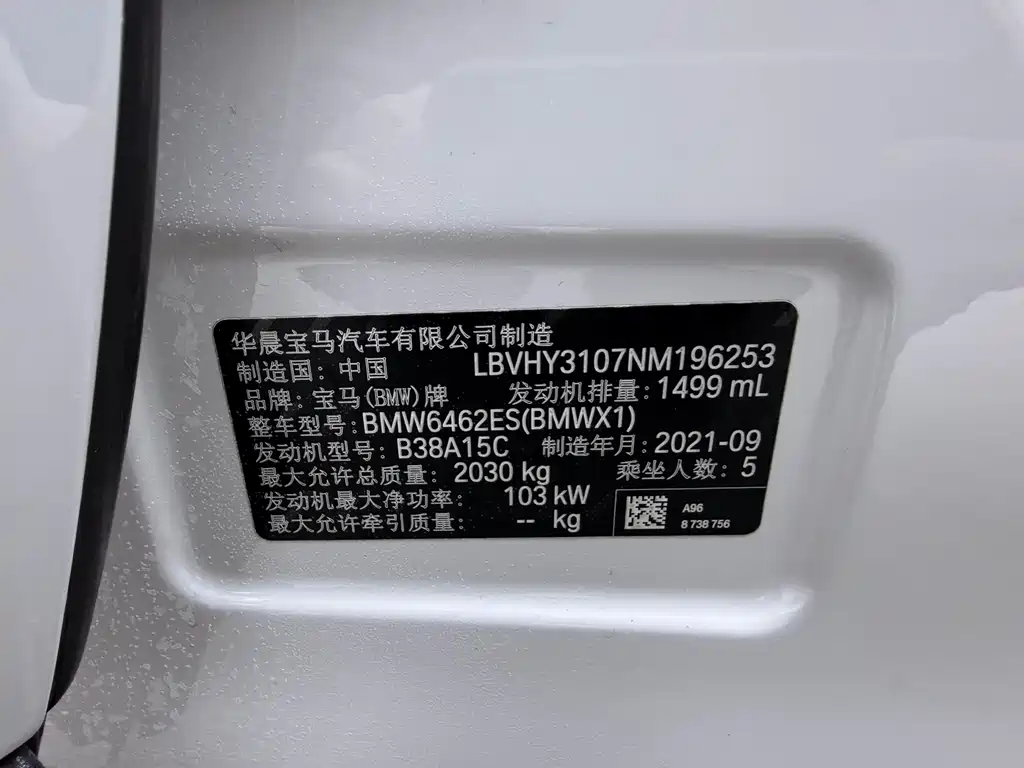 华晨宝马汽车有限公司制造
制造国：中国 LBVHY3107NM196253
品牌：宝马(BMW)牌 发动机排量：1499 mL
整车型号：BMW6462ES(BMWX1)
发动机型号：B38A15C 制造年月：2021-09
最大允许总质量：2030 kg 乘坐人数：5
发动机最大净功率：103 kW
最大允许牵引质量：-- kg
A96
8 738 756